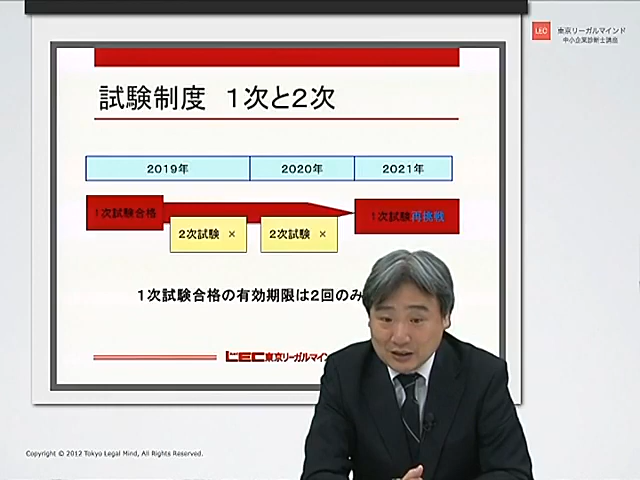 LEC 東京リーガルマインド
中小企業診断士講座
試験制度 1次と2次
2019年 2020年 2021年
1次試験合格
1次試験再挑戦
2次試験 × 2次試験 ×
1次試験合格の有効期限は2回のみ
LEC東京リーガルマイン
Copyright © 2012 Tokyo Legal Mind, All Rights Reserved.